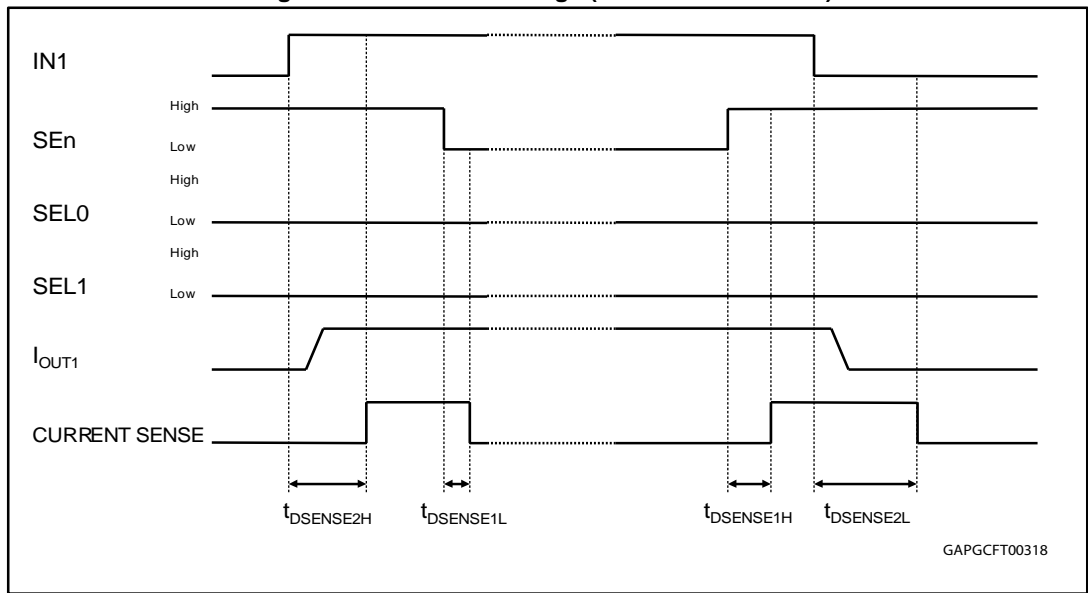 IN1
High
SEn
Low
High
SEL0
Low
High
SEL1
Low
IOUT1
CURRENT SENSE
tDSENSE2H
tDSENSE1L
tDSENSE1H
tDSENSE2L
GAPGCFT00318